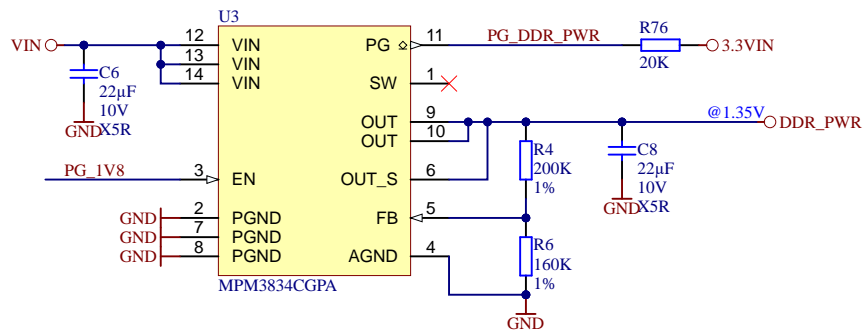 U3
VIN
12
VIN
PG
11
PG_DDR_PWR
R76
20K
3.3VIN
13
VIN
14
VIN
SW
1
C6
22µF
10V
X5R
GND
OUT
9
OUT
10
@1.35V
DDR_PWR
PG_1V8
3
EN
OUT_S
6
R4
200K
1%
C8
22µF
10V
X5R
GND
GND
2
PGND
FB
5
GND
7
PGND
GND
8
PGND
AGND
4
R6
160K
1%
MPM3834CGPA
GND